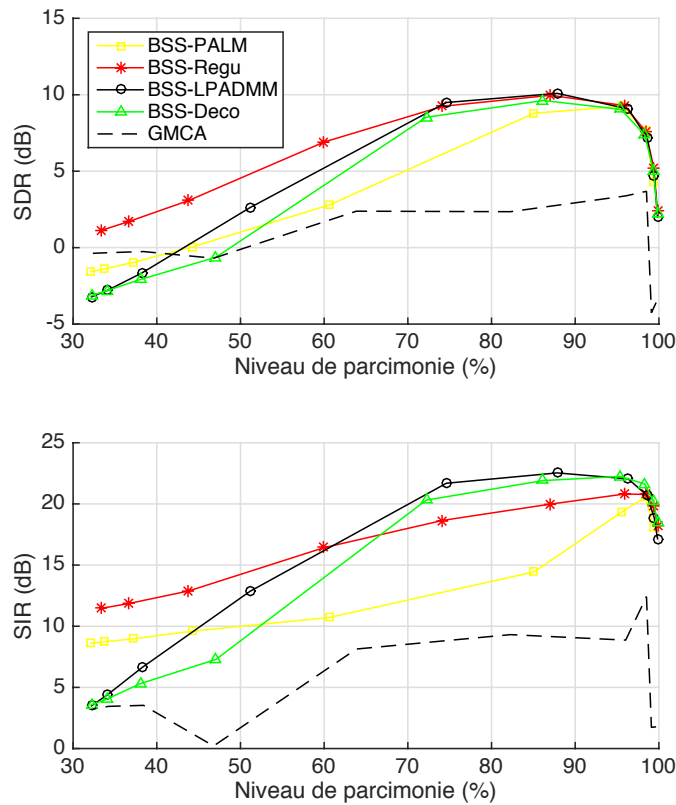 15
10
5
0
-5
SDR (dB)
BSS-PALM
BSS-Regu
BSS-LPADMM
BSS-Deco
GMCA
30 40 50 60 70 80 90 100
Niveau de parcimonie (%)
25
20
15
10
5
0
SIR (dB)
30 40 50 60 70 80 90 100
Niveau de parcimonie (%)